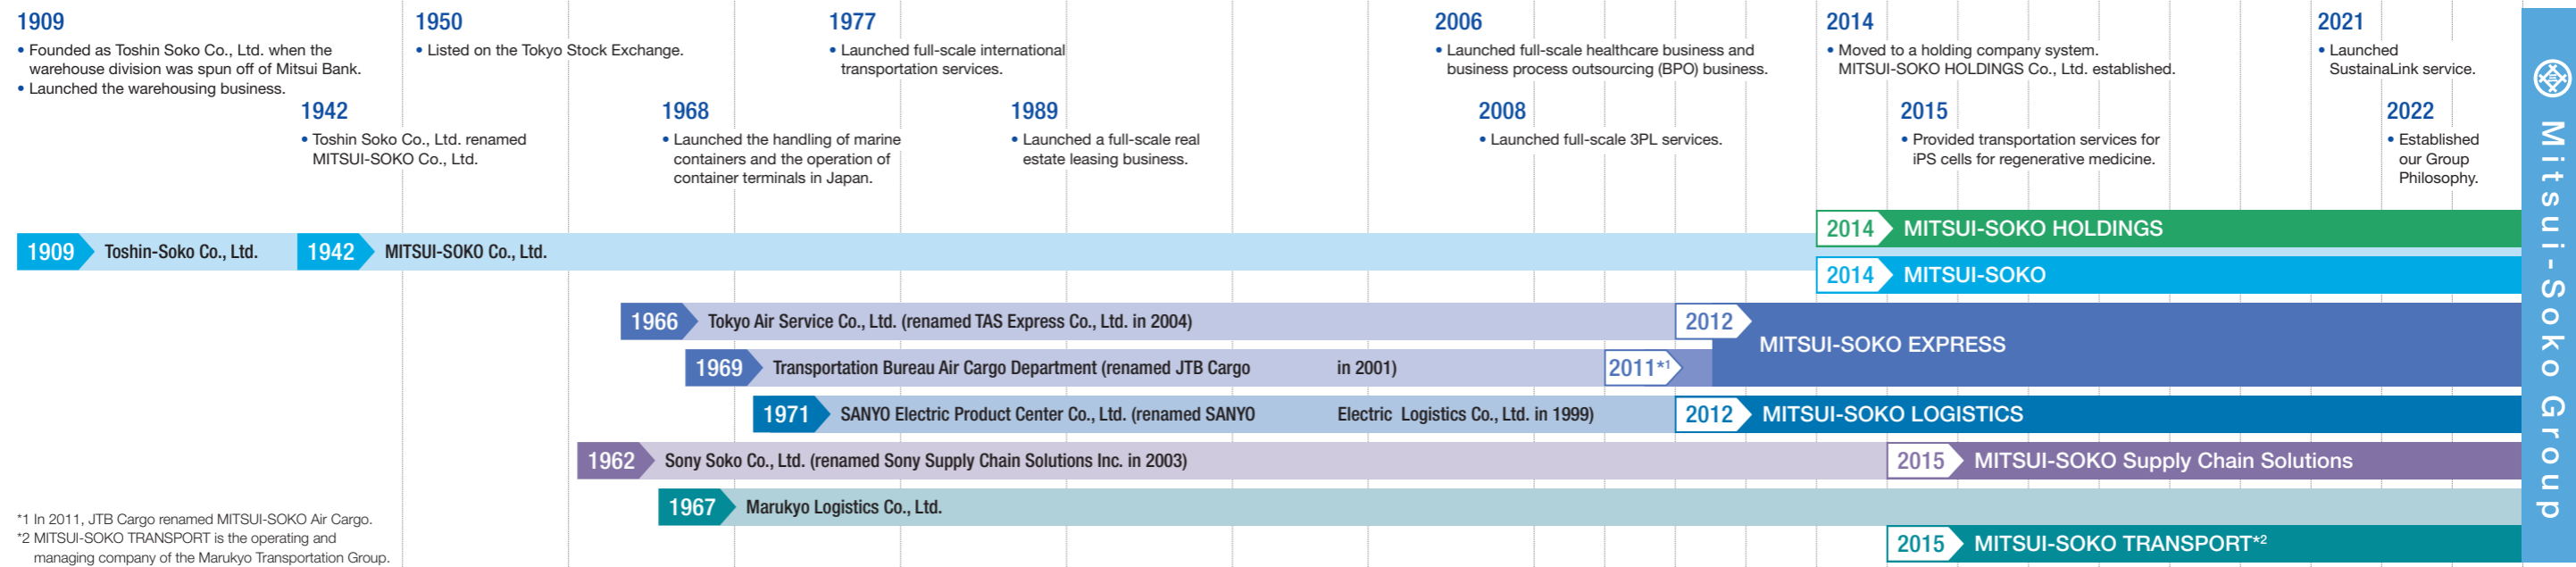 1909
• Founded as Toshin Soko Co., Ltd. when the
warehouse division was spun off of Mitsui Bank.
• Launched the warehousing business.
1942
• Toshin Soko Co., Ltd. renamed
MITSUI-SOKO Co., Ltd.
1950
• Listed on the Tokyo Stock Exchange.
1968
• Launched the handling of marine
containers and the operation of
container terminals in Japan.
1977
• Launched full-scale international
transportation services.
1989
• Launched a full-scale real
estate leasing business.
2006
• Launched full-scale healthcare business and
business process outsourcing (BPO) business.
2008
• Launched full-scale 3PL services.
2014
• Moved to a holding company system.
MITSUI-SOKO HOLDINGS Co., Ltd. established.
2015
• Provided transportation services for
iPS cells for regenerative medicine.
2021
• Launched
SustainaLink service.
2022
• Established
our Group
Philosophy.
2014 MITSUI-SOKO HOLDINGS
1909 Toshin-Soko Co., Ltd. 1942 MITSUI-SOKO Co., Ltd.
2014 MITSUI-SOKO
1966 Tokyo Air Service Co., Ltd. (renamed TAS Express Co., Ltd. in 2004) 2012
MITSUI-SOKO EXPRESS
1969 Transportation Bureau Air Cargo Department (renamed JTB Cargo in 2001) 2011*1
1971 SANYO Electric Product Center Co., Ltd. (renamed SANYO Electric Logistics Co., Ltd. in 1999) 2012 MITSUI-SOKO LOGISTICS
1962 Sony Soko Co., Ltd. (renamed Sony Supply Chain Solutions Inc. in 2003) 2015 MITSUI-SOKO Supply Chain Solutions
1967 Marukyo Logistics Co., Ltd.
2015 MITSUI-SOKO TRANSPORT*2
*1 In 2011, JTB Cargo renamed MITSUI-SOKO Air Cargo.
*2 MITSUI-SOKO TRANSPORT is the operating and
managing company of the Marukyo Transportation Group.
Mitsui-Soko Group